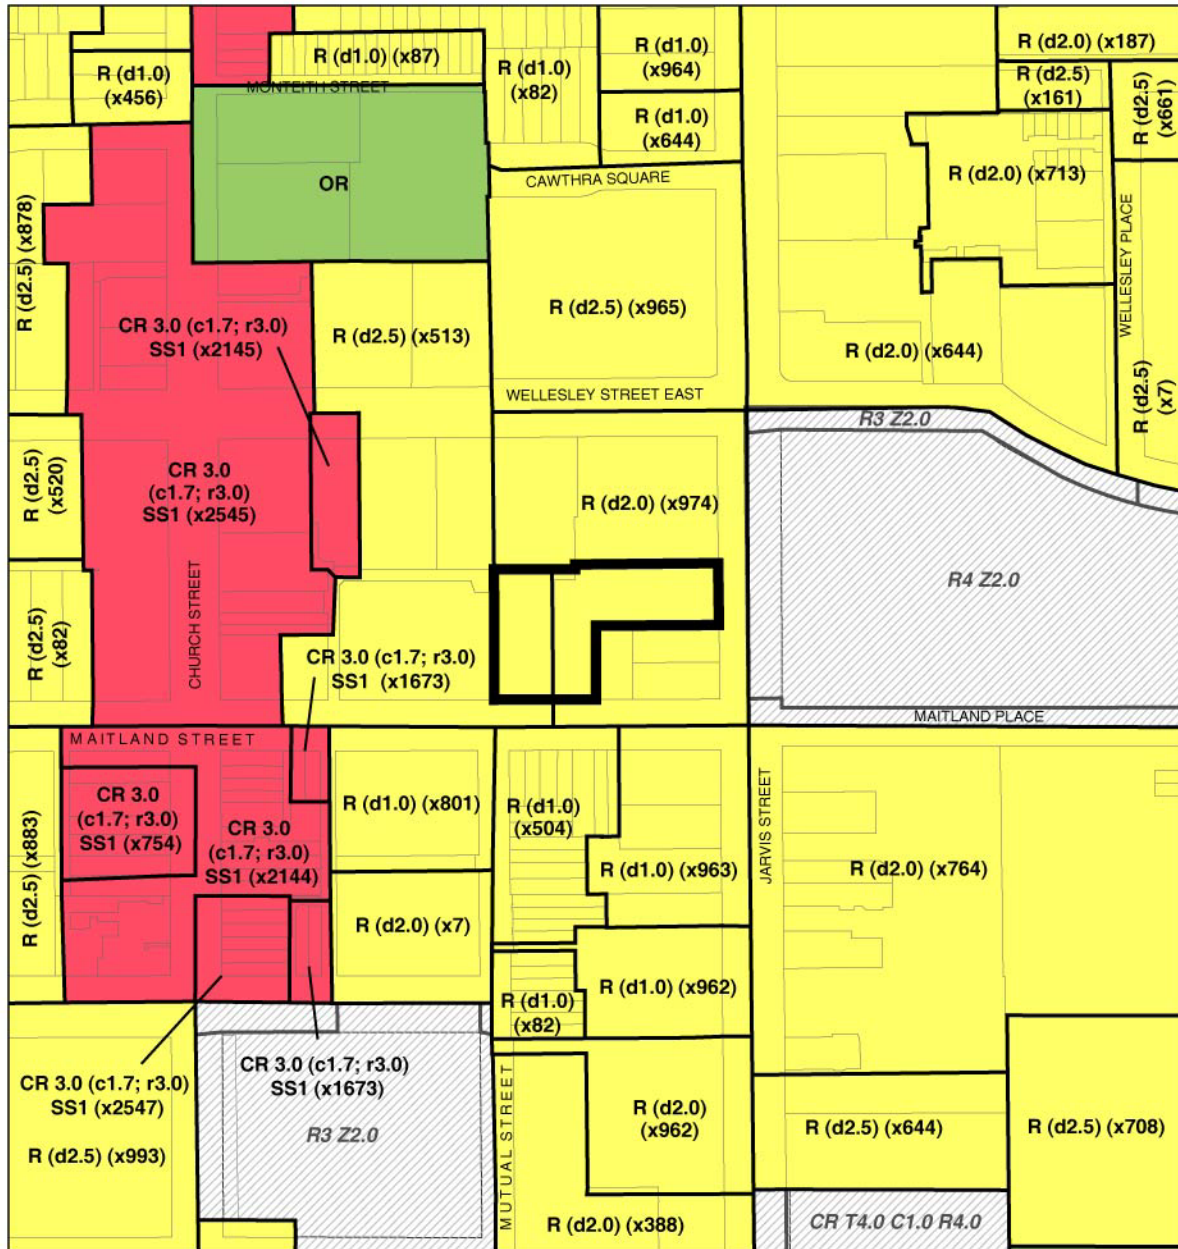 R (d1.0) (x87)
R (d1.0)
(x456)
MONTEITH STREET
R (d1.0)
(x82)
R (d1.0)
(x964)
R (d1.0)
(x644)
R (d2.0) (x187)
R (d2.5)
(x161)
R (d2.5)
(x661)
OR
CAWTHRA SQUARE
R (d2.0) (x713)
WELLESLEY PLACE
R (d2.5) (x878)
CR 3.0 (c1.7; r3.0)
SS1 (x2145)
R (d2.5) (x513)
R (d2.5) (x965)
R (d2.0) (x644)
R (d2.5)
(x7)
WELLESLEY STREET EAST
R3 Z2.0
R (d2.5)
(x520)
CR 3.0
(c1.7; r3.0)
SS1 (x2545)
R (d2.0) (x974)
R4 Z2.0
CHURCH STREET
R (d2.5)
(x82)
CR 3.0 (c1.7; r3.0)
SS1 (x1673)
MAITLAND PLACE
MAITLAND STREET
CR 3.0
(c1.7; r3.0)
SS1 (x754)
CR 3.0
(c1.7; r3.0)
SS1 (x2144)
R (d1.0) (x801)
R (d1.0)
(x504)
JARVIS STREET
R (d2.5) (x883)
R (d1.0) (x963)
R (d2.0) (x764)
R (d2.0) (x7)
R (d1.0) (x962)
R (d1.0)
(x82)
CR 3.0 (c1.7; r3.0)
SS1 (x2547)
CR 3.0 (c1.7; r3.0)
SS1 (x1673)
R3 Z2.0
R (d2.5) (x993)
MUTUAL STREET
R (d2.0)
(x962)
R (d2.5) (x644)
R (d2.5) (x708)
R (d2.0) (x388)
CR T4.0 C1.0 R4.0